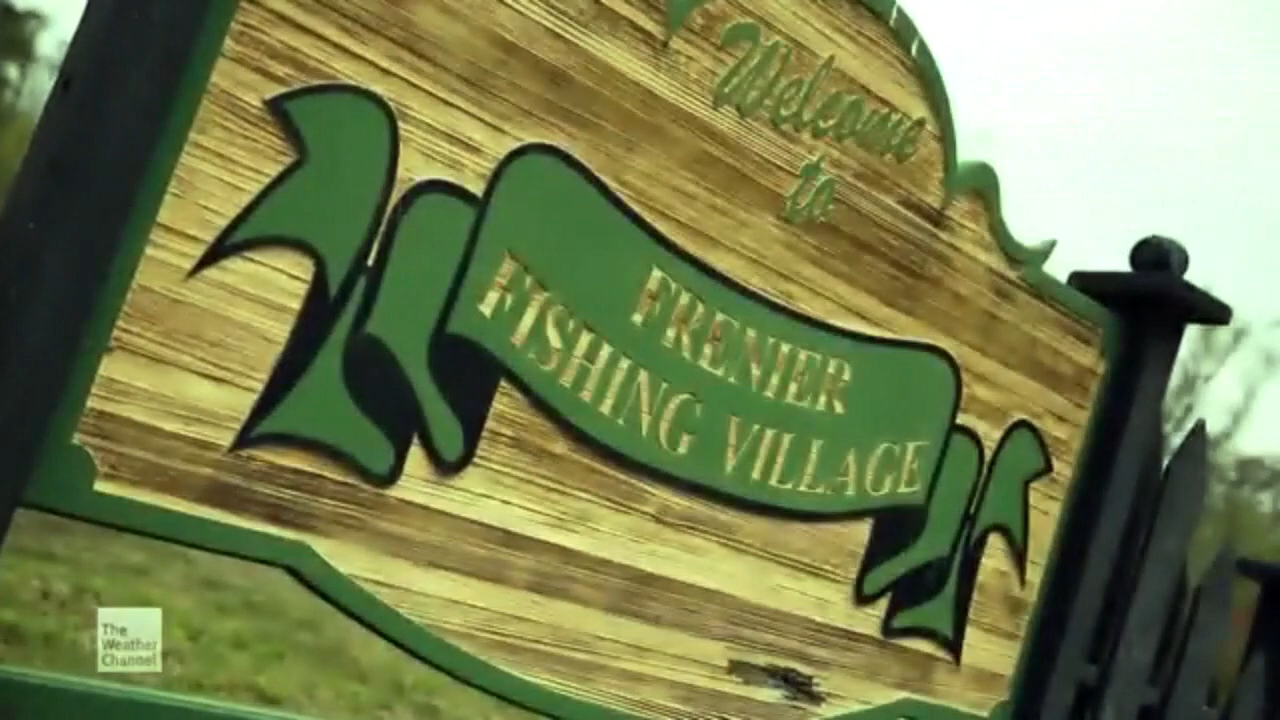 Welcome
to
FRENIER
FISHING VILLAGE
The
Weather
Channel